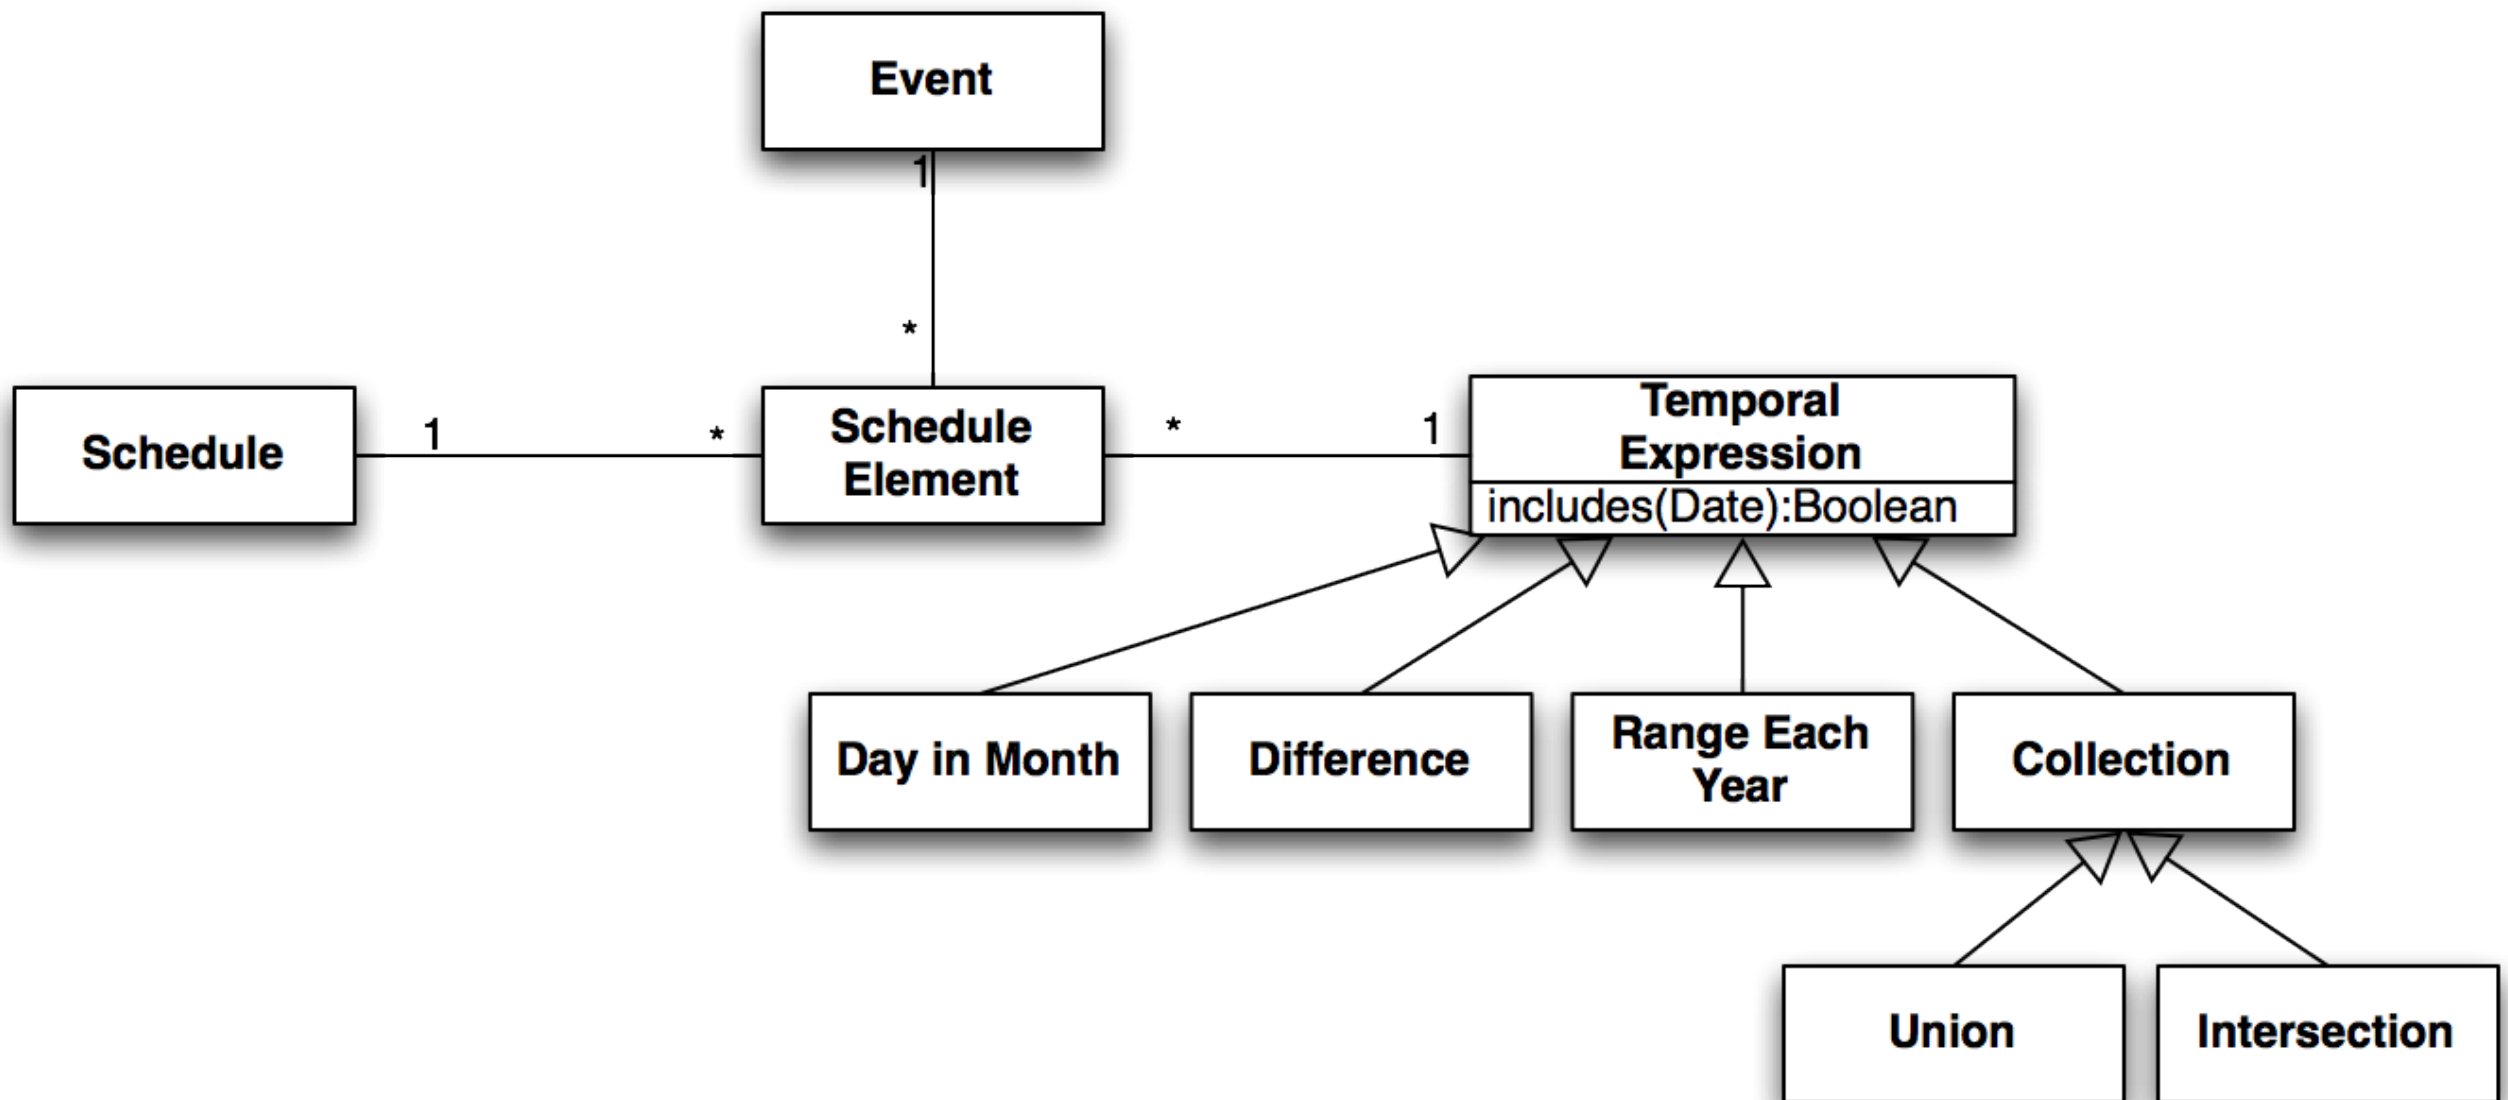 Event
1
*
Schedule
1
*
Schedule
Element
*
1
Temporal
Expression
includes(Date):Boolean
Day in Month
Difference
Range Each
Year
Collection
Union
Intersection